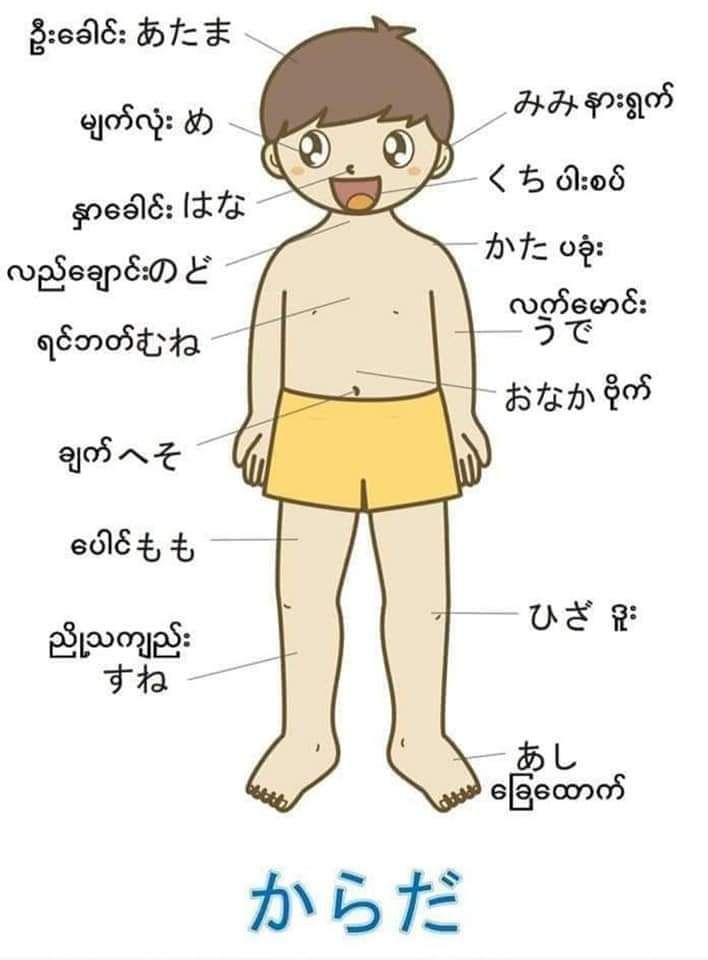 ဦးခေါင်း あたま
မျက်လုံး め
နှာခေါင်း はな
လည်ချောင်းのど
ရင်ဘတ်むね
ချက်へそ
ပေါင်もも
ညို့သကျည်း
すね
みみနားရွက်
くち ပါးစပ်
かた ပခုံး
လက်မောင်း
うで
おなか ဗိုက်
ひざ ဒူး
あし
ခြေထောက်
からだ